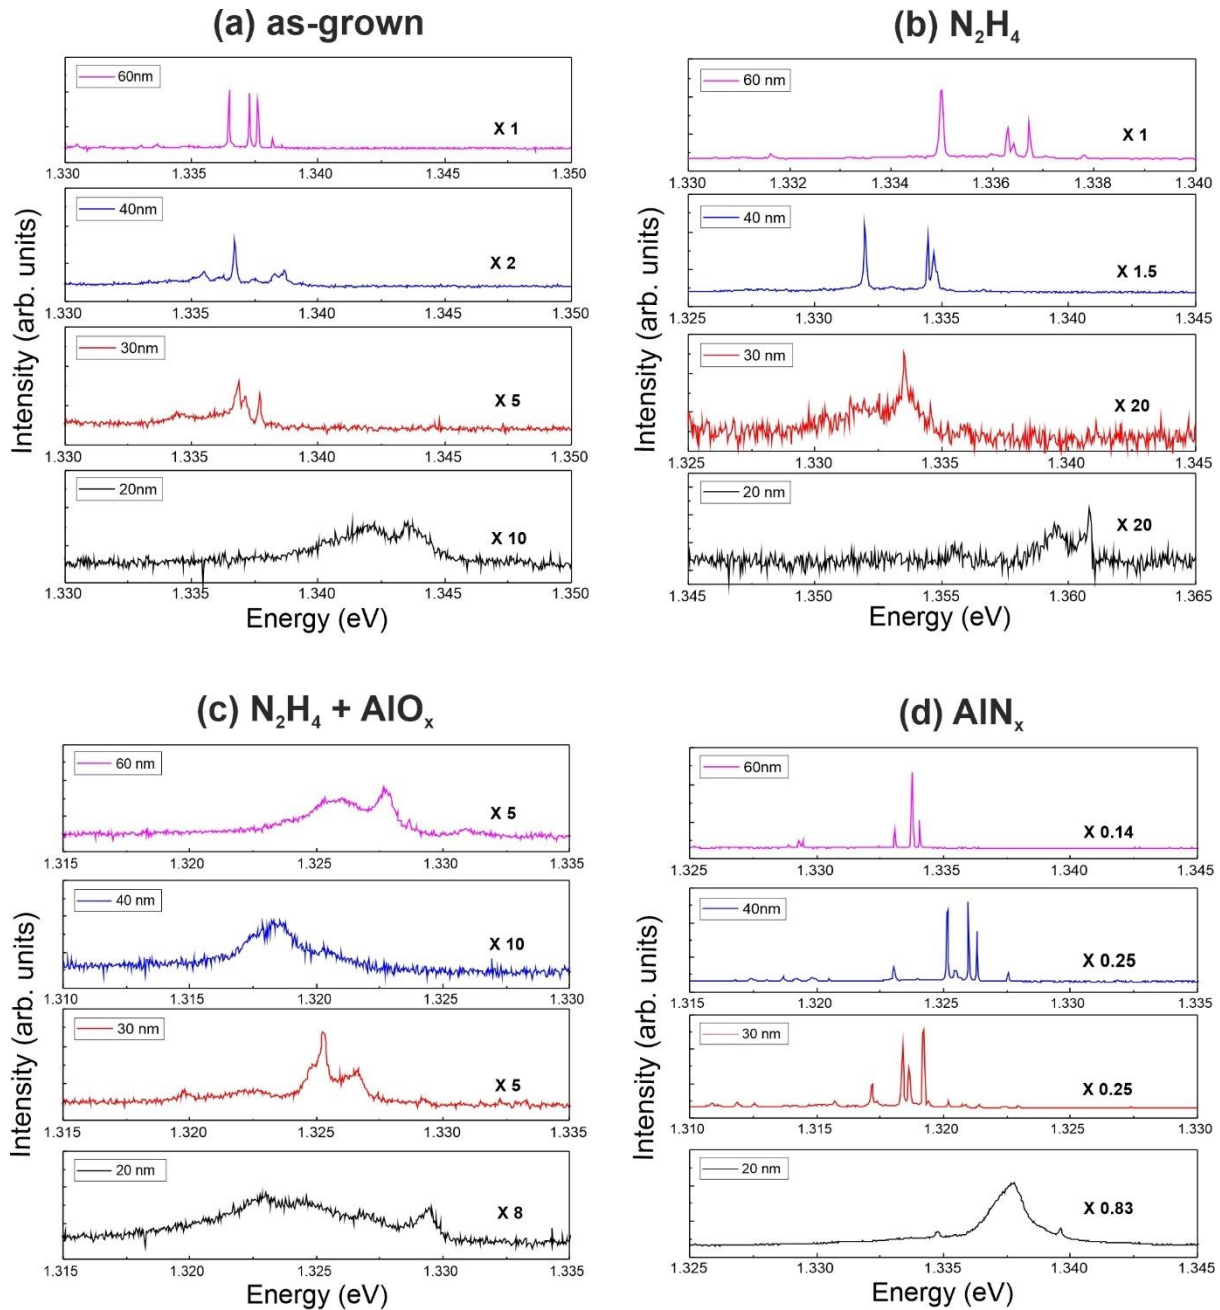 (a) as-grown
60nm
X 1
1.330 1.335 1.340 1.345 1.350
40nm
X 2
1.330 1.335 1.340 1.345 1.350
30nm
X 5
1.330 1.335 1.340 1.345 1.350
20nm
X 10
1.330 1.335 1.340 1.345 1.350
Energy (eV)
Intensity (arb. units)
(b) N₂H₄
60 nm
X 1
1.330 1.332 1.334 1.336 1.338 1.340
40 nm
X 1.5
1.325 1.330 1.335 1.340 1.345
30 nm
X 20
1.325 1.330 1.335 1.340 1.345
20 nm
X 20
1.345 1.350 1.355 1.360 1.365
Energy (eV)
Intensity (arb. units)
(c) N₂H₄ + AlOₓ
60 nm
X 5
1.315 1.320 1.325 1.330 1.335
40 nm
X 10
1.310 1.315 1.320 1.325 1.330
30 nm
X 5
1.315 1.320 1.325 1.330 1.335
20 nm
X 8
1.315 1.320 1.325 1.330 1.335
Energy (eV)
Intensity (arb. units)
(d) AlNₓ
60nm
X 0.14
1.325 1.330 1.335 1.340 1.345
40nm
X 0.25
1.315 1.320 1.325 1.330 1.335
30 nm
X 0.25
1.310 1.315 1.320 1.325 1.330
20 nm
X 0.83
1.325 1.330 1.335 1.340 1.345
Energy (eV)
Intensity (arb. units)